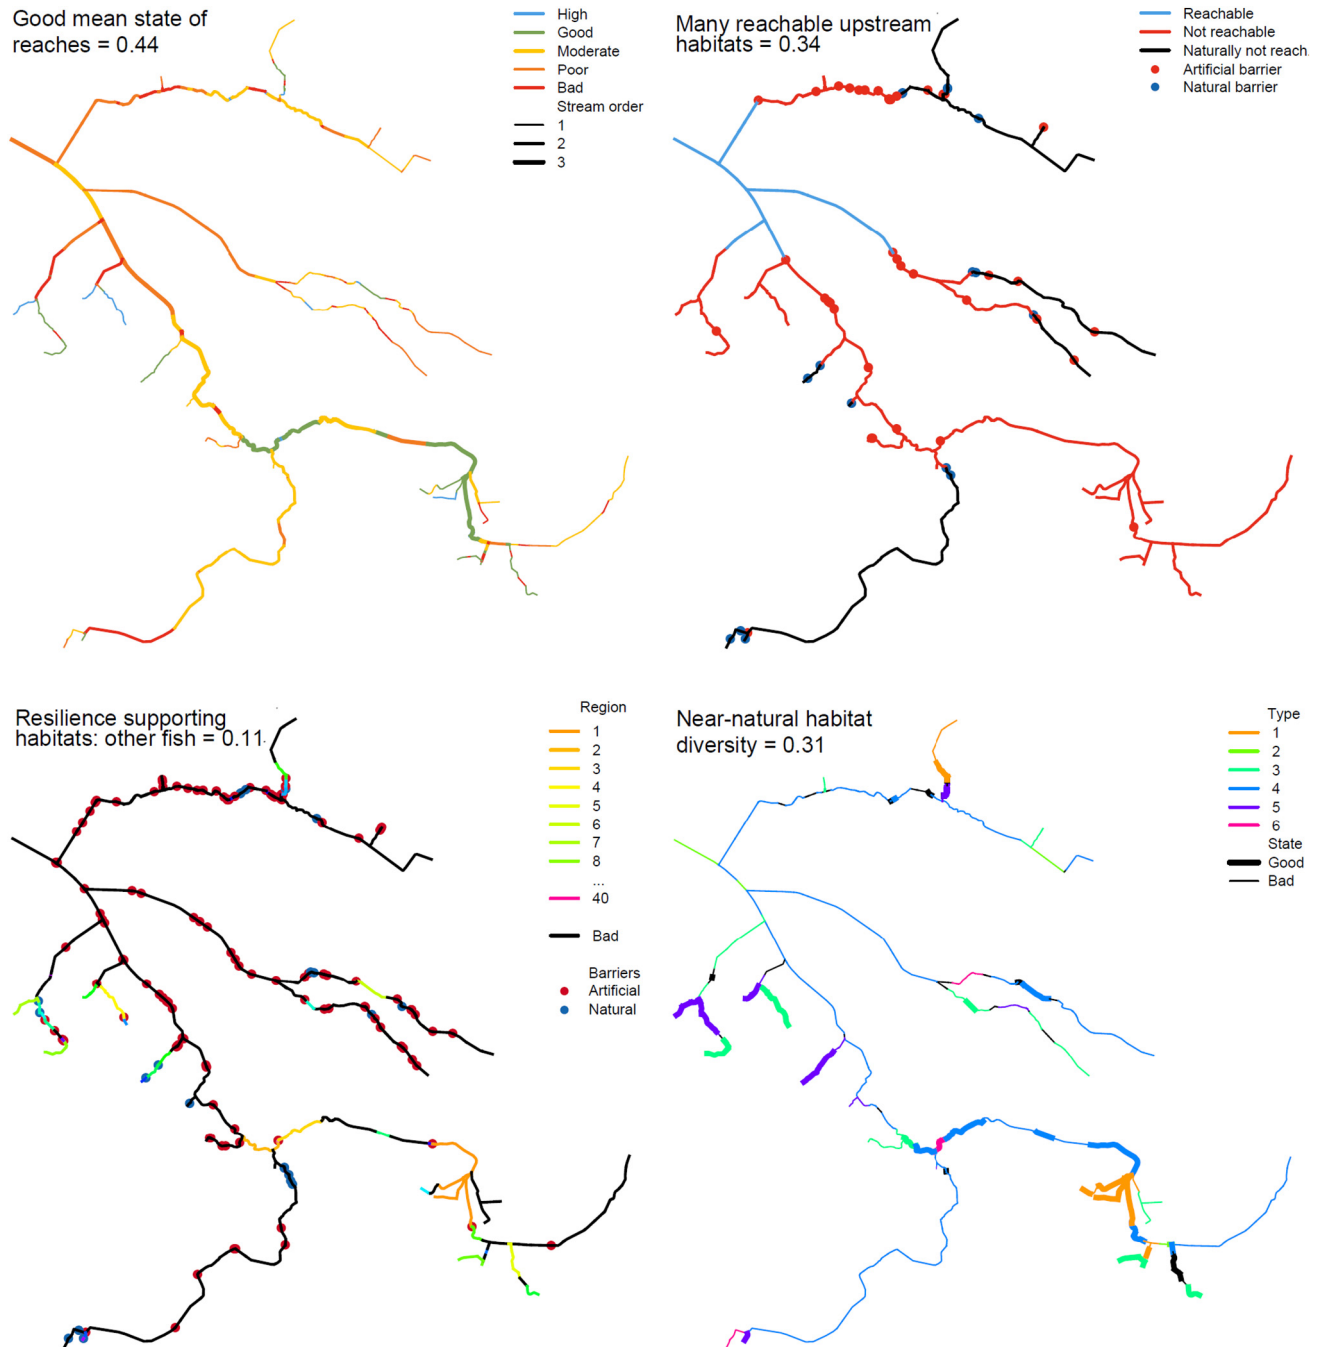 Good mean state of
reaches = 0.44
High
Good
Moderate
Poor
Bad
Stream order
1
2
3
Many reachable upstream
habitats = 0.34
Reachable
Not reachable
Naturally not reach.
Artificial barrier
Natural barrier
Resilience supporting
habitats: other fish = 0.11
Region
1
2
3
4
5
6
7
8
...
40
Bad
Barriers
Artificial
Natural
Near-natural habitat
diversity = 0.31
Type
1
2
3
4
5
6
State
Good
Bad